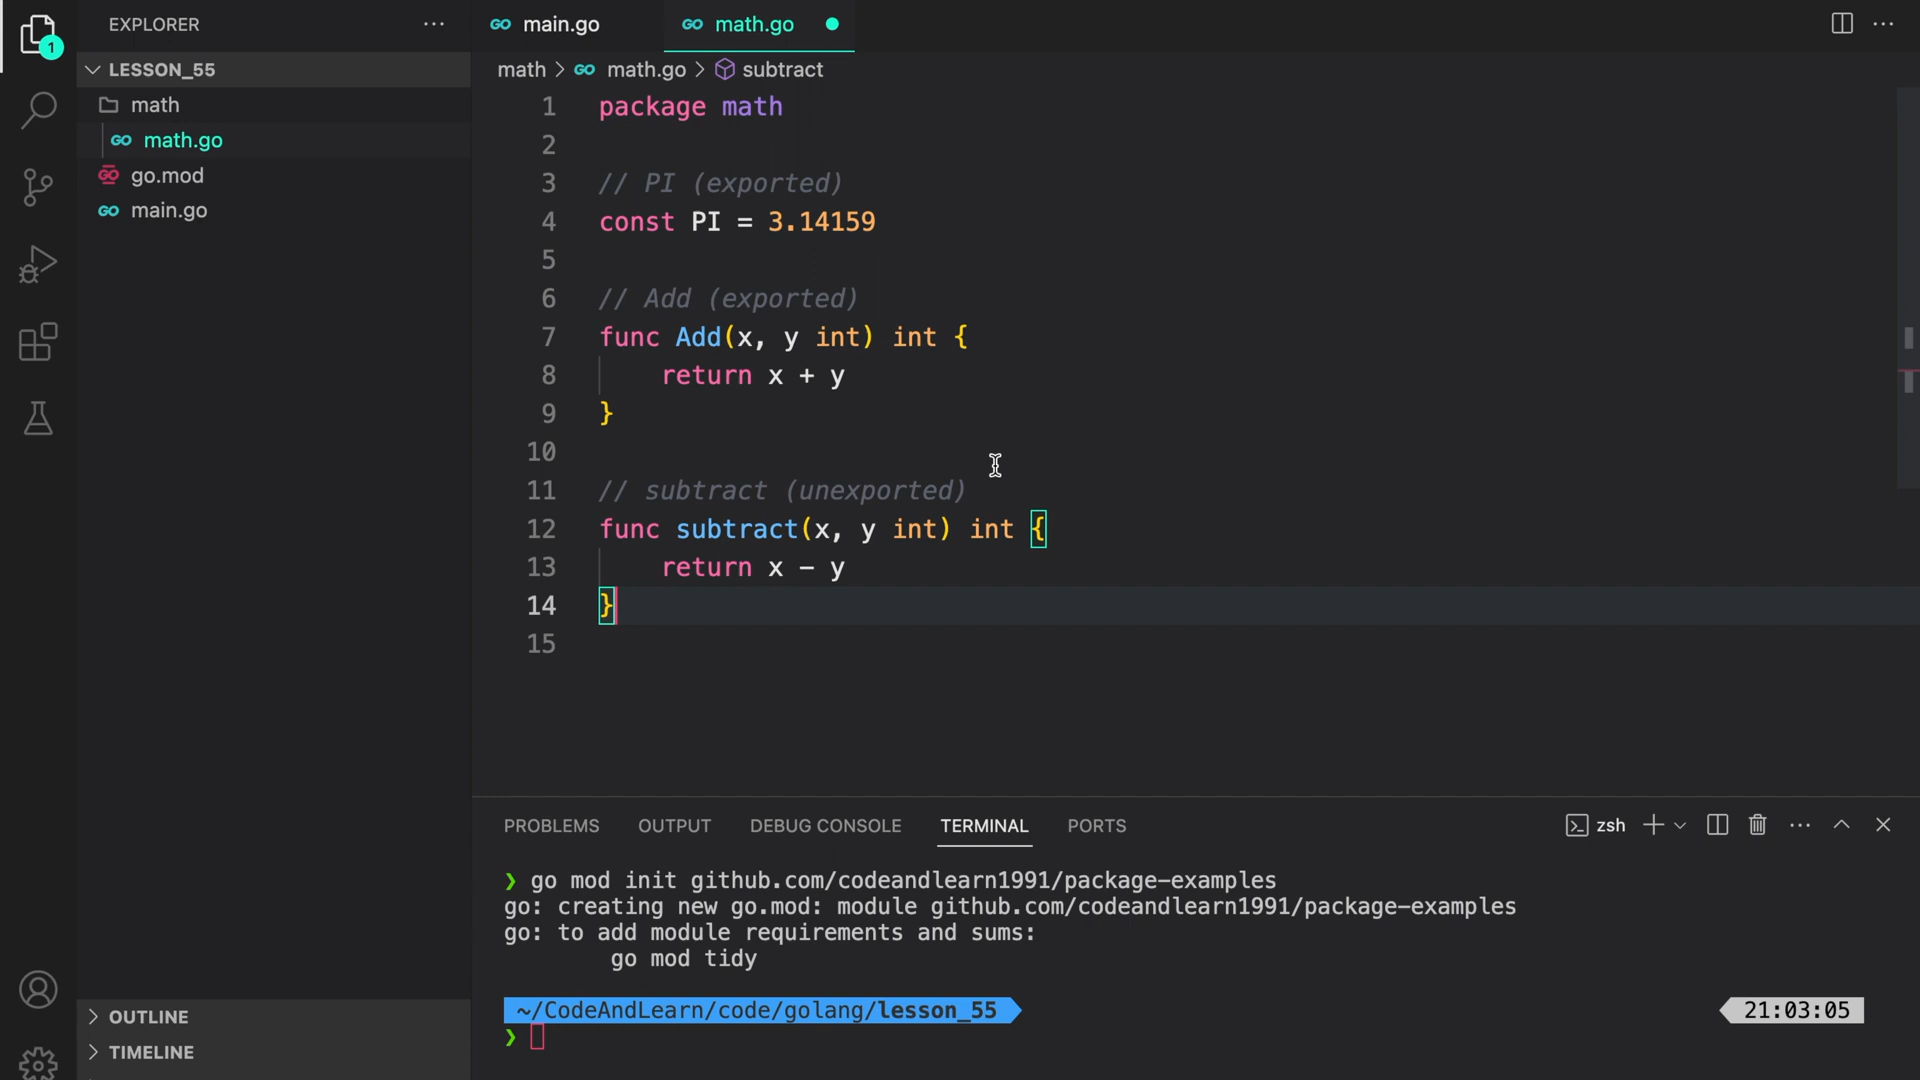 EXPLORER
LESSON_55
math
math.go
go.mod
main.go
OUTLINE
TIMELINE
1
main.go
math.go
math > math.go > subtract
1 package math
2
3 // PI (exported)
4 const PI = 3.14159
5
6 // Add (exported)
7 func Add(x, y int) int {
8 return x + y
9 }
10
11 // subtract (unexported)
12 func subtract(x, y int) int {
13 return x - y
14 }
15
PROBLEMS OUTPUT DEBUG CONSOLE TERMINAL PORTS
zsh
❯ go mod init github.com/codeandlearn1991/package-examples
go: creating new go.mod: module github.com/codeandlearn1991/package-examples
go: to add module requirements and sums:
go mod tidy
~/CodeAndLearn/code/golang/lesson_55 21:03:05
❯